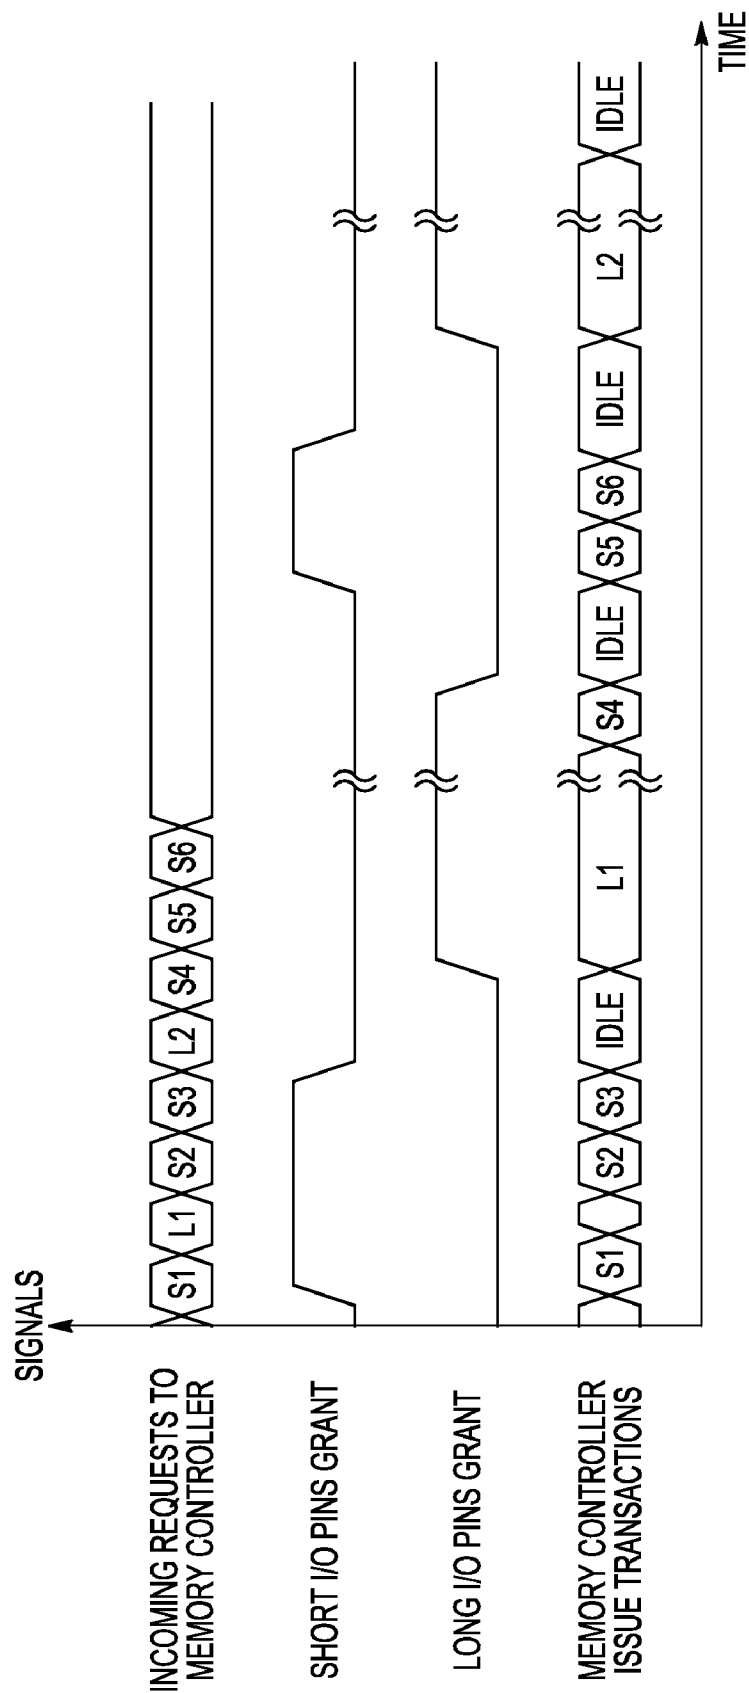 SIGNALS
INCOMING REQUESTS TO
MEMORY CONTROLLER
S1 L1 S2 S3 L2 S4 S5 S6
SHORT I/O PINS GRANT
LONG I/O PINS GRANT
MEMORY CONTROLLER
ISSUE TRANSACTIONS
S1 S2 S3 IDLE L1 S4 IDLE S5 S6 IDLE L2 IDLE
TIME